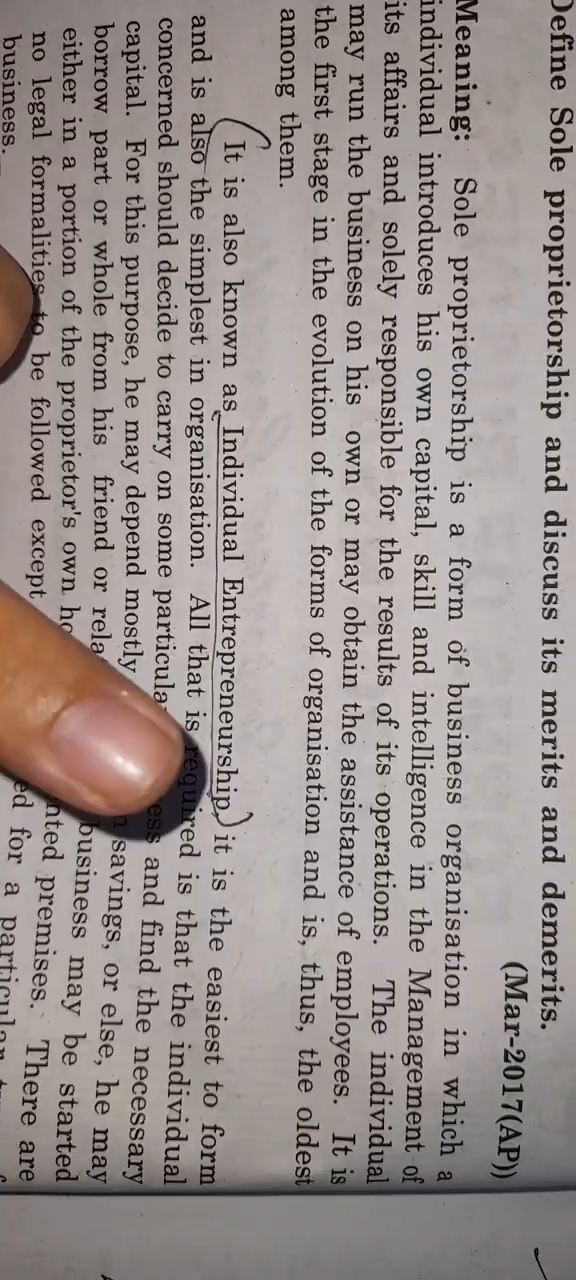 Define Sole proprietorship and discuss its merits and demerits.
(Mar-2017(AP))
Meaning: Sole proprietorship is a form of business organisation in which a
individual introduces his own capital, skill and intelligence in the Management of
its affairs and solely responsible for the results of its operations. The individual
may run the business on his own or may obtain the assistance of employees. It is
the first stage in the evolution of the forms of organisation and is, thus, the oldest
among them.
It is also known as Individual Entrepreneurship, it is the easiest to form
and is also the simplest in organisation. All that is required is that the individual
concerned should decide to carry on some and find the necessary
capital. For this purpose, he may depend mostly savings, or else, he may
borrow part or whole from his friend or business may be started
either in a portion of the proprietor's own premises. There are
no legal formalities to be followed except for a particular
business.